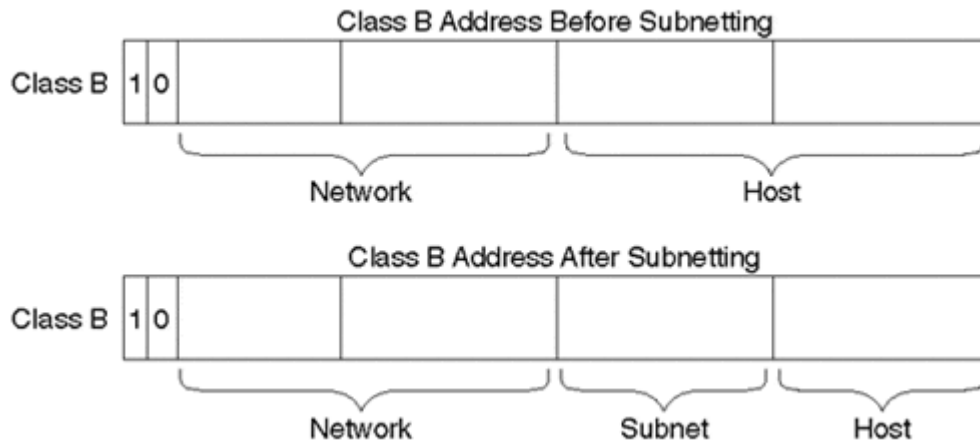 Class B Address Before Subnetting
Class B 1 0
Network Host
Class B Address After Subnetting
Class B 1 0
Network Subnet Host